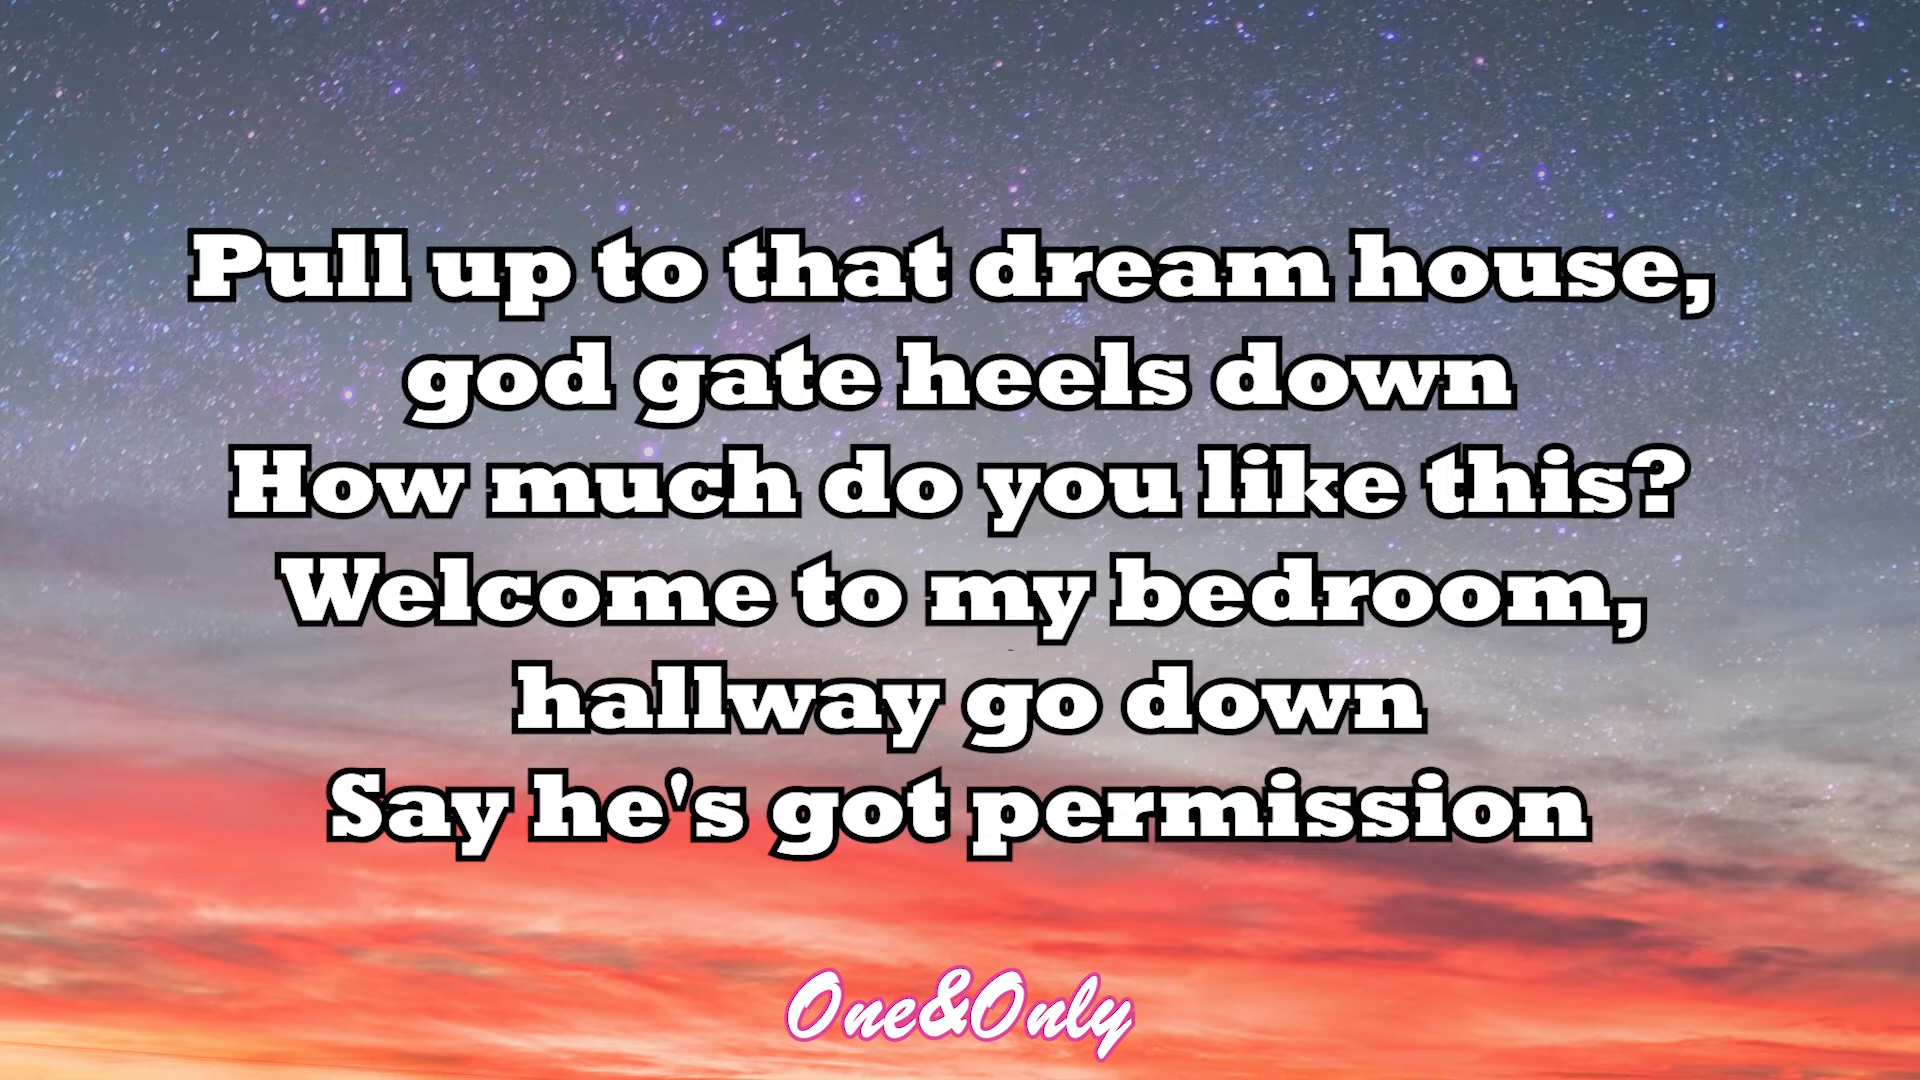 Pull up to that dream house,
god gate heels down
How much do you like this?
Welcome to my bedroom,
hallway go down
Say he's got permission
One&Only